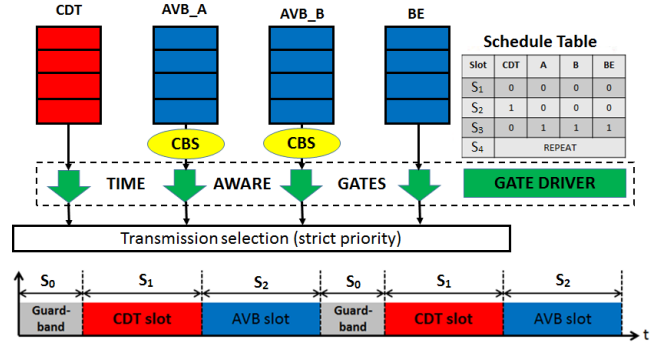 CDT AVB_A AVB_B BE
Schedule Table
Slot CDT A B BE
S1 0 0 0 0
S2 1 0 0 0
S3 0 1 1 1
S4 REPEAT
CBS CBS
TIME AWARE GATES GATE DRIVER
Transmission selection (strict priority)
S0 S1 S2 S0 S1 S2
Guard-band CDT slot AVB slot Guard-band CDT slot AVB slot t